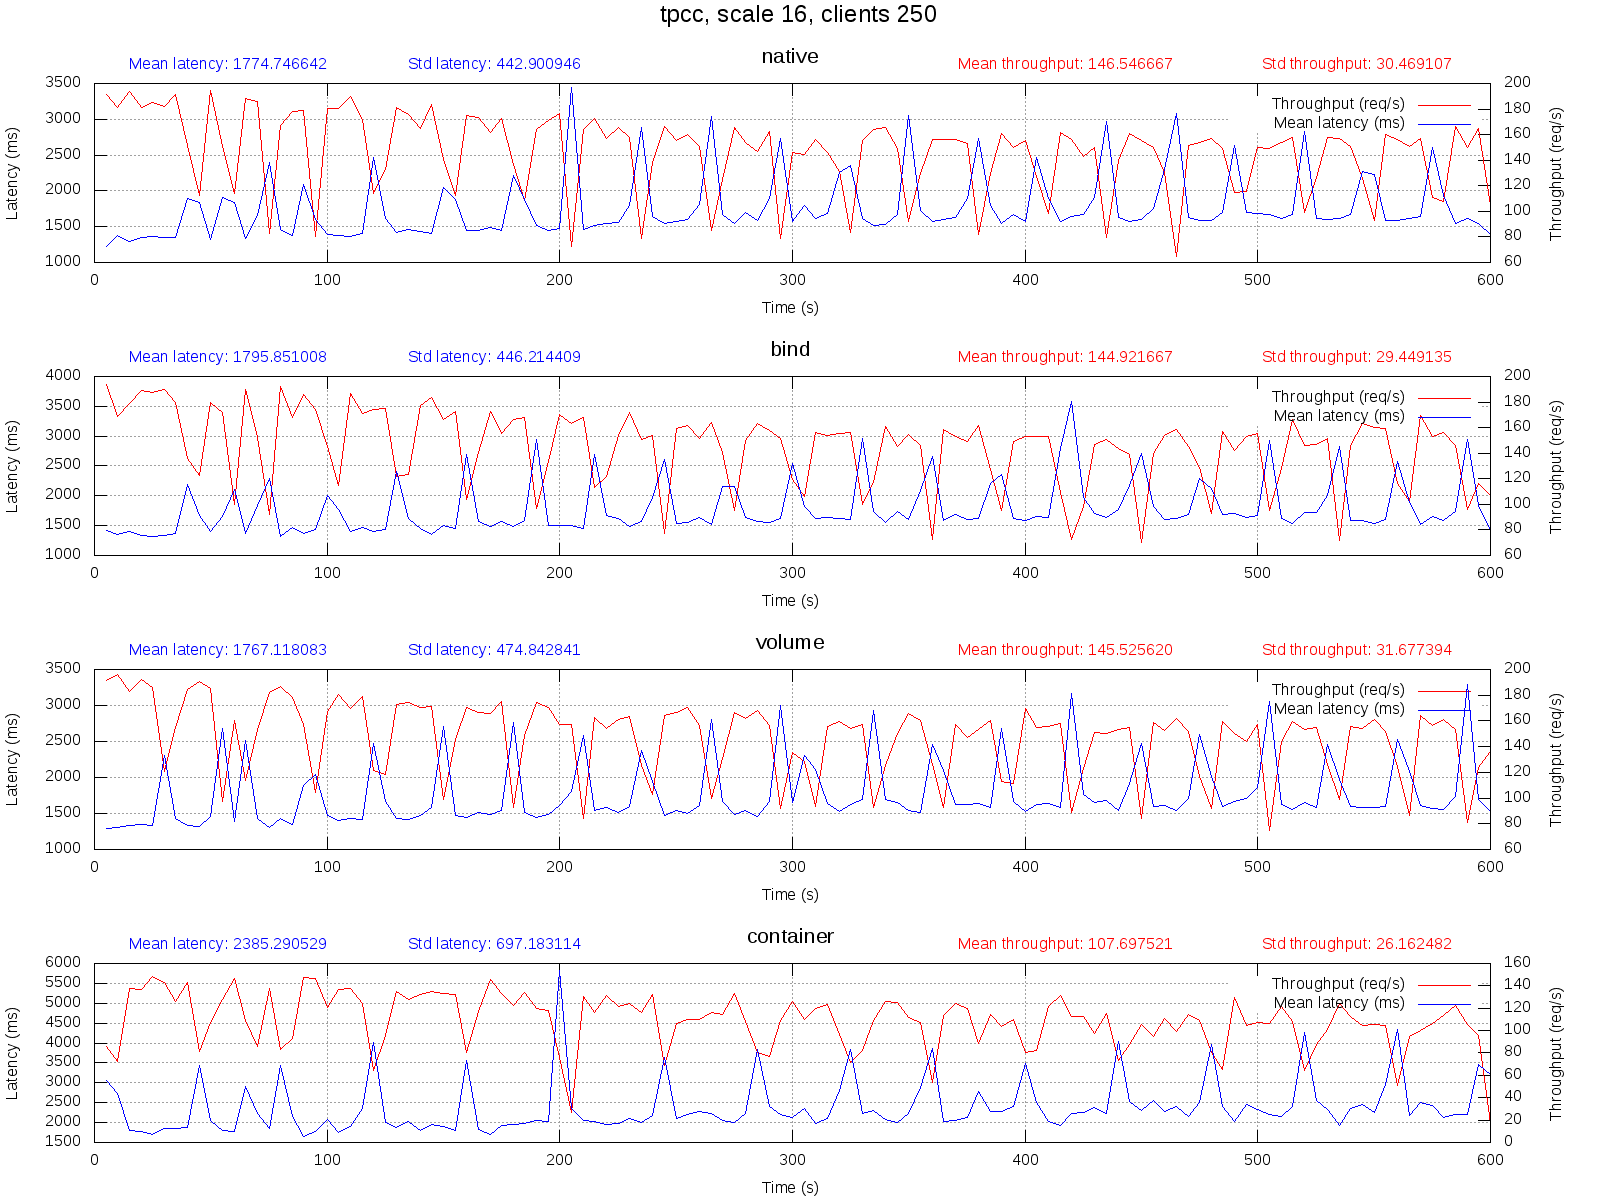 tpcc, scale 16, clients 250
native
Mean latency: 1774.746642 Std latency: 442.900946 Mean throughput: 146.546667 Std throughput: 30.469107
Latency (ms)
3500
3000
2500
2000
1500
1000
Throughput (req/s)
Mean latency (ms)
200
180
160
140
120
100
80
60
Throughput (req/s)
0 100 200 300 400 500 600
Time (s)
bind
Mean latency: 1795.851008 Std latency: 446.214409 Mean throughput: 144.921667 Std throughput: 29.449135
Latency (ms)
4000
3500
3000
2500
2000
1500
1000
Throughput (req/s)
Mean latency (ms)
200
180
160
140
120
100
80
60
Throughput (req/s)
0 100 200 300 400 500 600
Time (s)
volume
Mean latency: 1767.118083 Std latency: 474.842841 Mean throughput: 145.525620 Std throughput: 31.677394
Latency (ms)
3500
3000
2500
2000
1500
1000
Throughput (req/s)
Mean latency (ms)
200
180
160
140
120
100
80
60
Throughput (req/s)
0 100 200 300 400 500 600
Time (s)
container
Mean latency: 2385.290529 Std latency: 697.183114 Mean throughput: 107.697521 Std throughput: 26.162482
Latency (ms)
6000
5500
5000
4500
4000
3500
3000
2500
2000
1500
Throughput (req/s)
Mean latency (ms)
160
140
120
100
80
60
40
20
0
Throughput (req/s)
0 100 200 300 400 500 600
Time (s)